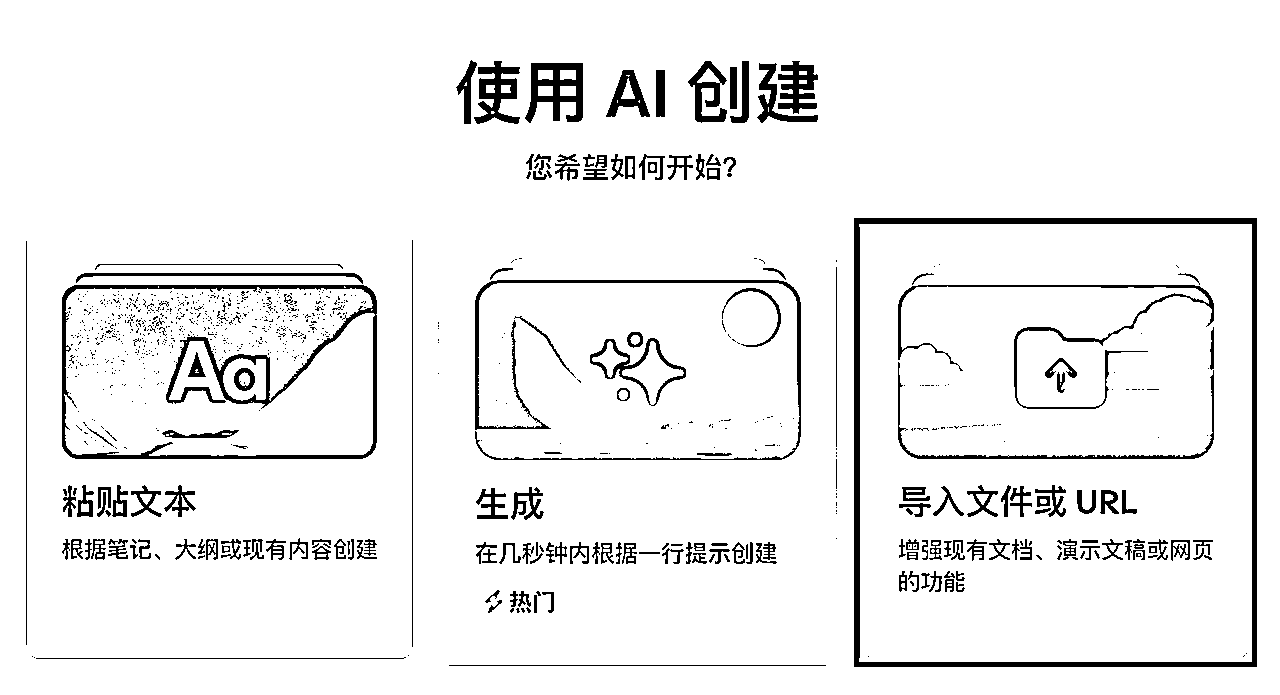 使用 AI 创建
您希望如何开始?
Aa
粘贴文本
根据笔记、大纲或现有内容创建
生成
在几秒钟内根据一行提示创建
热门
导入文件或 URL
增强现有文档、演示文稿或网页
的功能